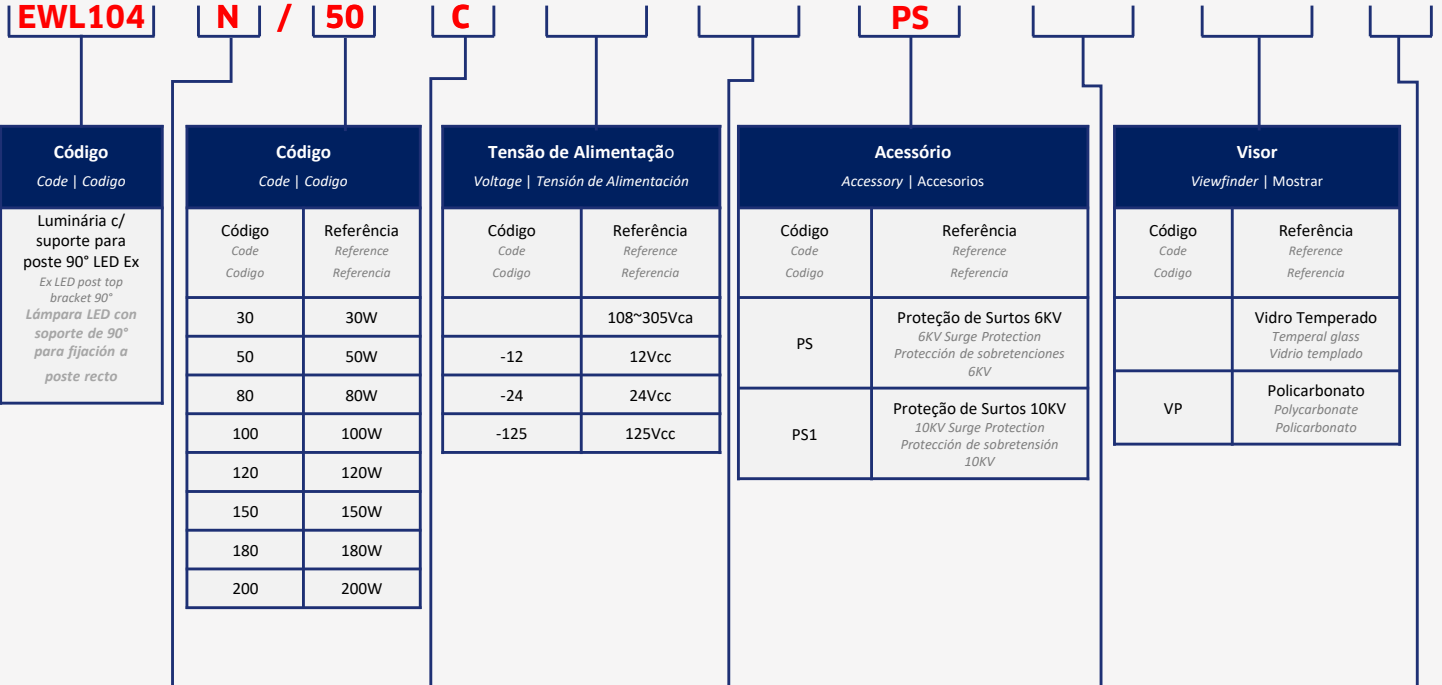 EWL104 N / 50 C PS
Código
Code | Codigo
Luminária c/
suporte para
poste 90° LED Ex
Ex LED post top
bracket 90°
Lámpara LED con
soporte de 90°
para fijación a
poste recto
Código
Code | Codigo
Código Referência
Code Reference
Codigo Referencia
30 30W
50 50W
80 80W
100 100W
120 120W
150 150W
180 180W
200 200W
Tensão de Alimentação
Voltage | Tensión de Alimentación
Código Referência
Code Reference
Codigo Referencia
108~305Vca
-12 12Vcc
-24 24Vcc
-125 125Vcc
Acessório
Accessory | Accesorios
Código Referência
Code Reference
Codigo Referencia
PS
Proteção de Surtos 6KV
6KV Surge Protection
Protección de sobretenciones
6KV
PS1
Proteção de Surtos 10KV
10KV Surge Protection
Protección de sobretensión
10KV
Visor
Viewfinder | Mostrar
Código Referência
Code Reference
Codigo Referencia
Vidro Temperado
Temperal glass
Vidrio templado
VP
Policarbonato
Polycarbonate
Policarbonato